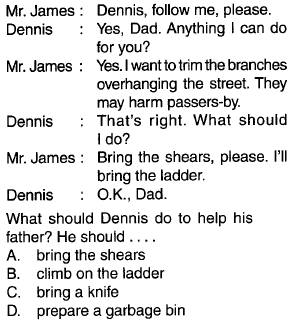 Mr. James : Dennis, follow me, please.
Dennis : Yes, Dad. Anything I can do
for you?
Mr. James : Yes. I want to trim the branches
overhanging the street. They
may harm passers-by.
Dennis : That's right. What should
I do?
Mr. James : Bring the shears, please. I'll
bring the ladder.
Dennis : O.K., Dad.
What should Dennis do to help his
father? He should . . . .
A. bring the shears
B. climb on the ladder
C. bring a knife
D. prepare a garbage bin